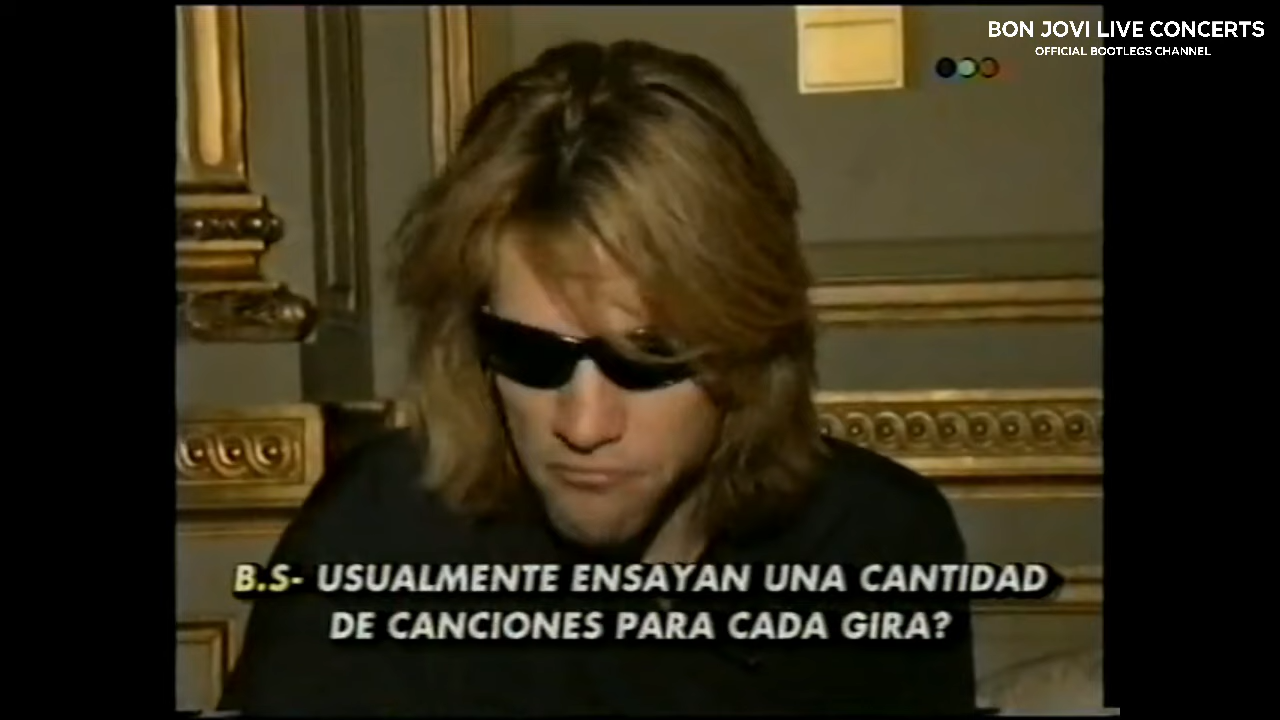 BON JOVI LIVE CONCERTS
OFFICIAL BOOTLEGS CHANNEL
B.S- USUALMENTE ENSAYAN UNA CANTIDAD
DE CANCIONES PARA CADA GIRA?